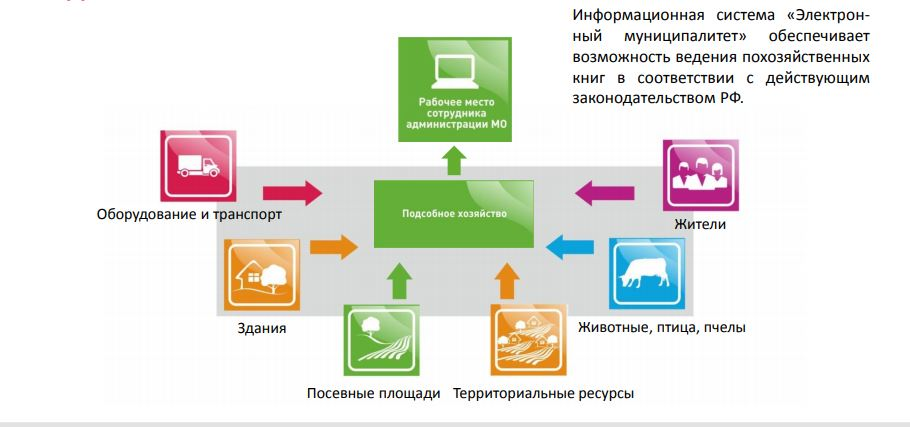 Информационная система «Электрон-
ный муниципалитет» обеспечивает
возможность ведения похозяйственных
книг в соответствии с действующим
законодательством РФ.
Рабочее место
сотрудника
администрации МО
Оборудование и транспорт
Подсобное хозяйство
Жители
Здания
Животные, птица, пчелы
Посевные площади
Территориальные ресурсы